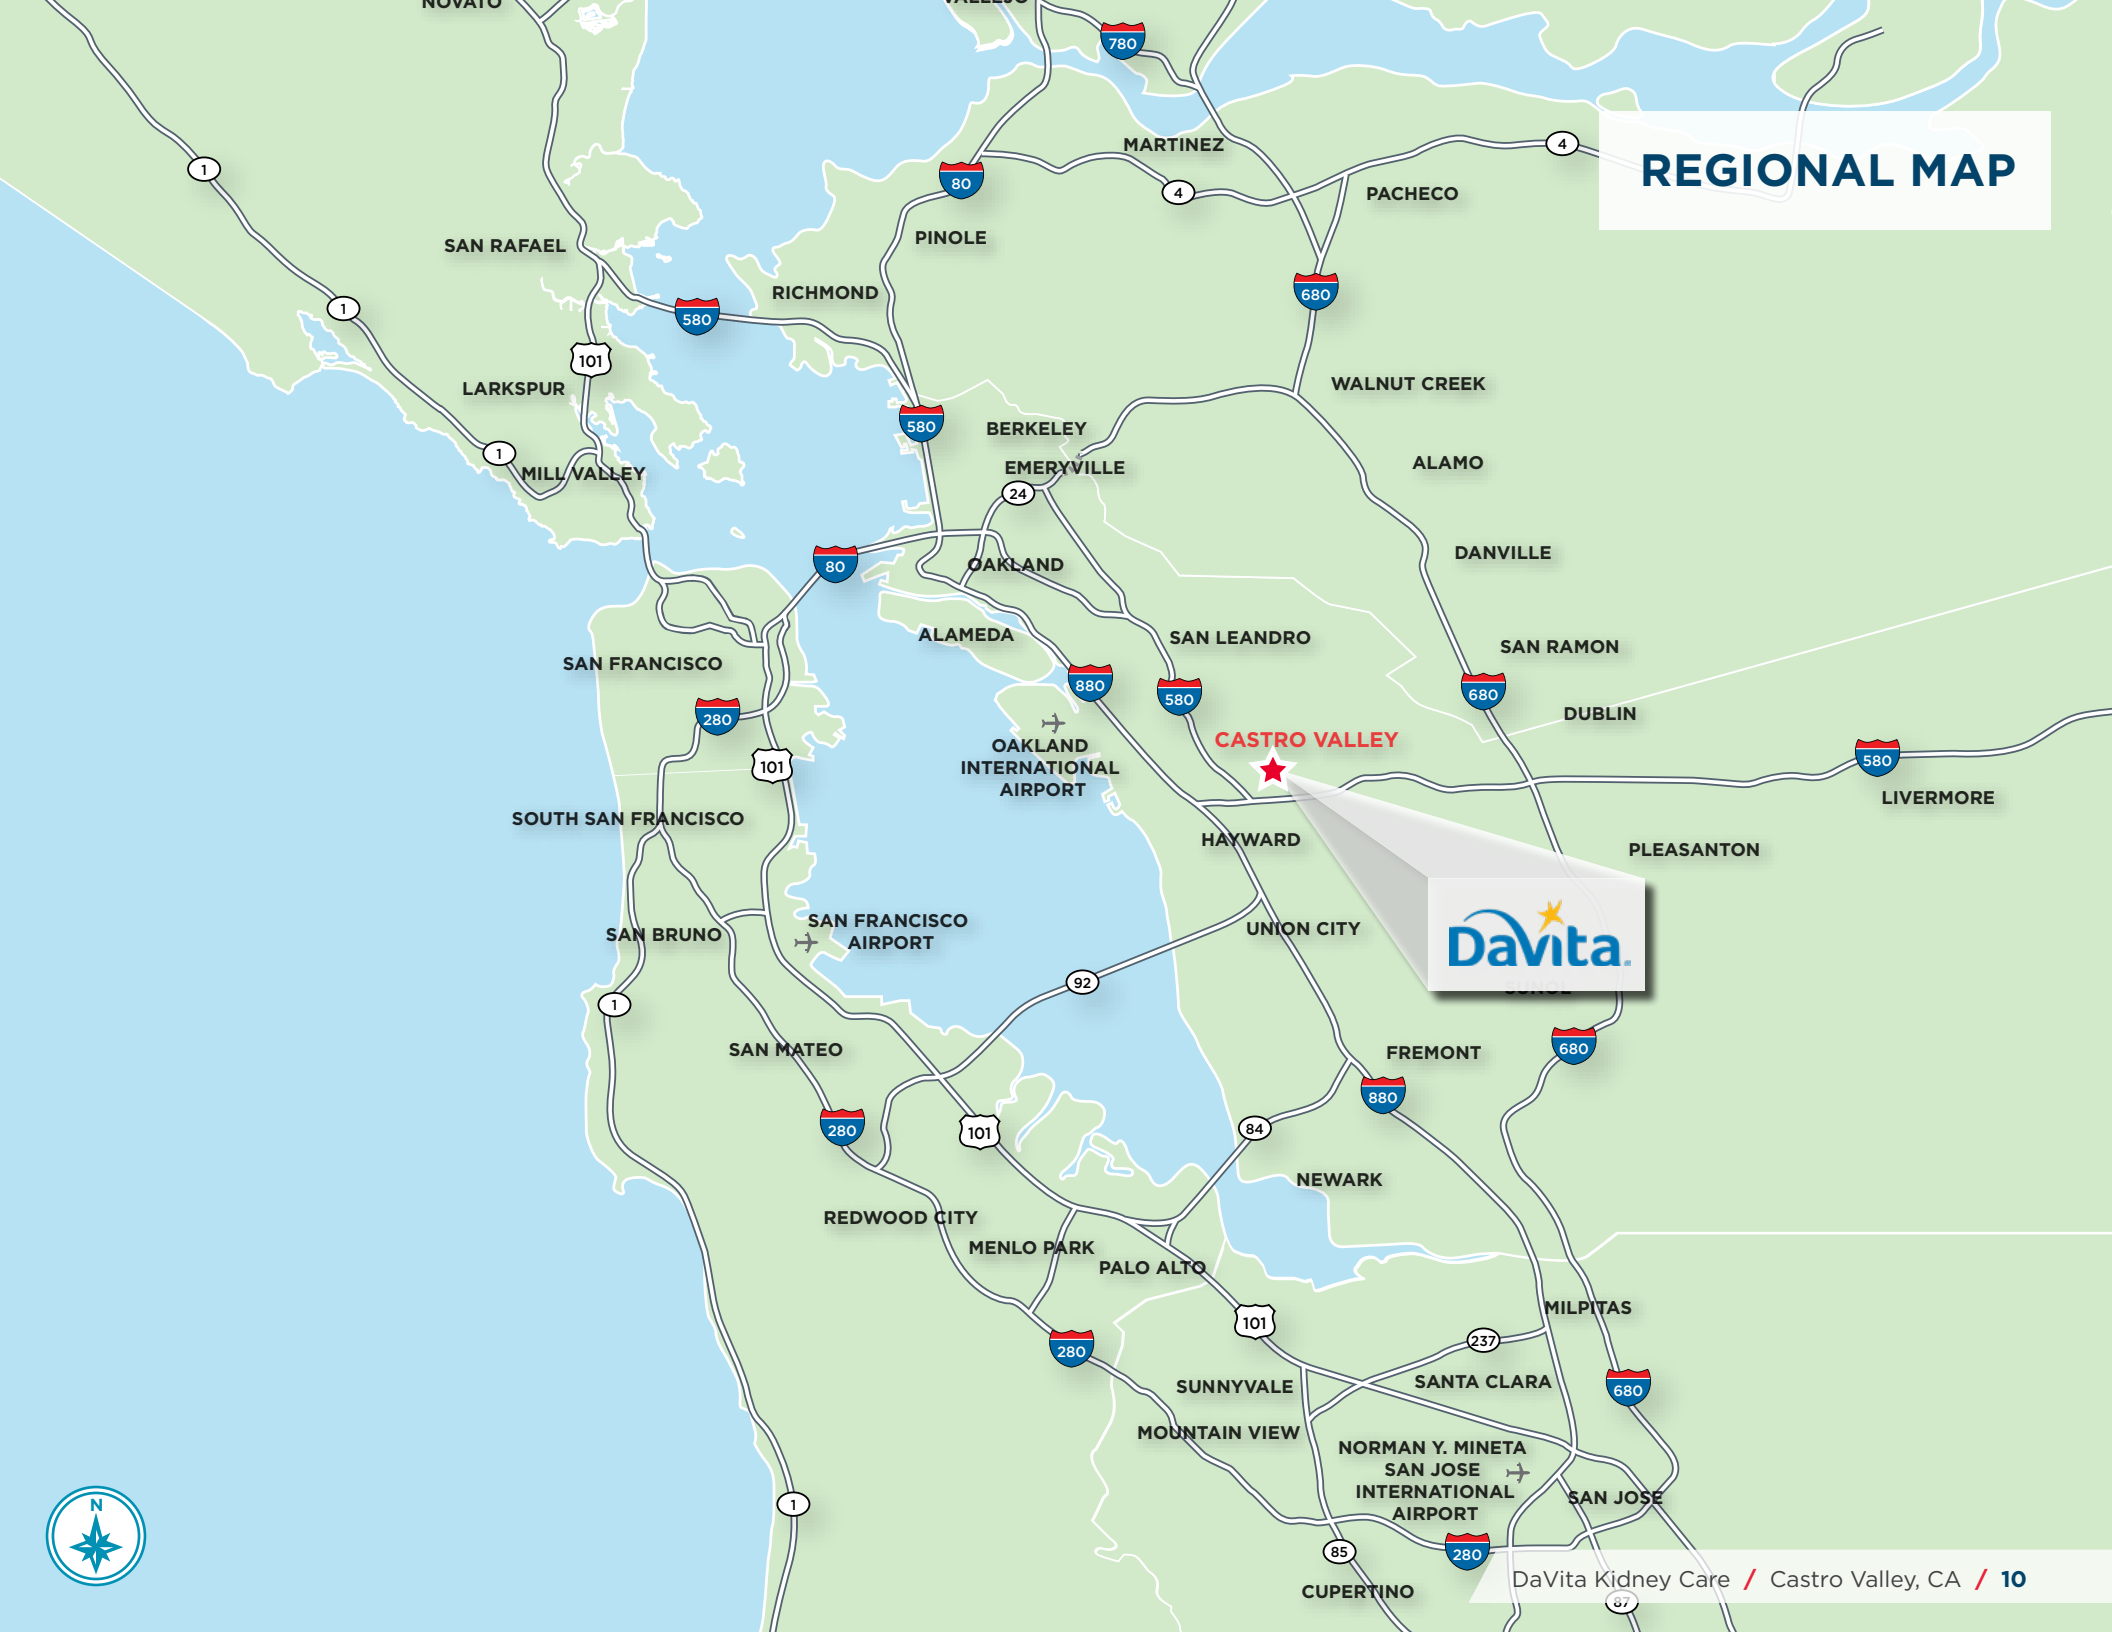 NOVATO
VALLEJO
780
REGIONAL MAP
MARTINEZ
4
1
80
4
PACHECO
PINOLE
SAN RAFAEL
RICHMOND
680
1
580
101
WALNUT CREEK
LARKSPUR
580
BERKELEY
1
ALAMO
EMERYVILLE
MILL VALLEY
24
DANVILLE
80
OAKLAND
ALAMEDA
SAN LEANDRO
SAN RAMON
SAN FRANCISCO
880
580
680
280
DUBLIN
CASTRO VALLEY
OAKLAND
INTERNATIONAL
AIRPORT
101
580
LIVERMORE
SOUTH SAN FRANCISCO
HAYWARD
PLEASANTON
SAN FRANCISCO
AIRPORT
UNION CITY
SAN BRUNO
DaVita
92
SUNOL
1
SAN MATEO
680
FREMONT
880
280
101
84
NEWARK
REDWOOD CITY
MENLO PARK
PALO ALTO
MILPITAS
101
237
280
SUNNYVALE
SANTA CLARA
680
MOUNTAIN VIEW
NORMAN Y. MINETA
SAN JOSE
INTERNATIONAL
AIRPORT
SAN JOSE
1
N
85
280
CUPERTINO
DaVita Kidney Care / Castro Valley, CA / 10
87